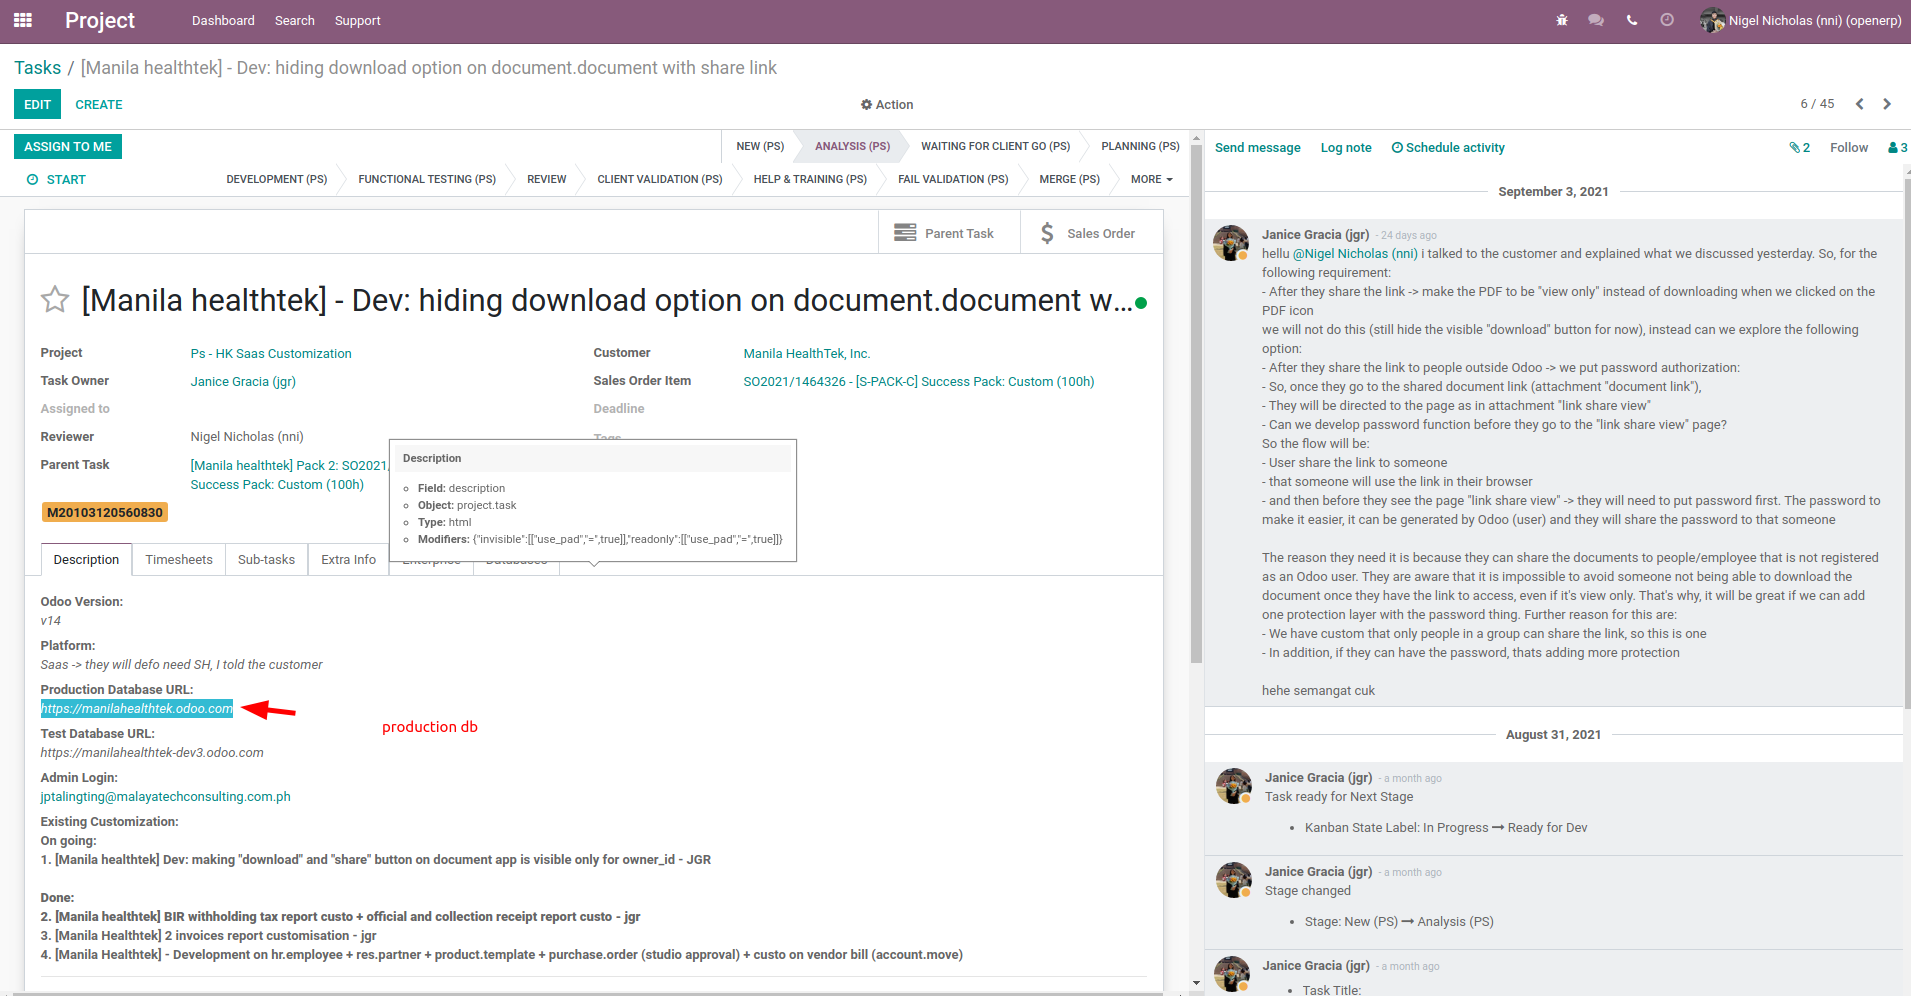 Project Dashboard Search Support Nigel Nicholas (nni) (openerp)
Tasks / [Manila healthtek] - Dev: hiding download option on document.document with share link
EDIT CREATE Action 6 / 45
ASSIGN TO ME NEW (PS) ANALYSIS (PS) WAITING FOR CLIENT GO (PS) PLANNING (PS)
START DEVELOPMENT (PS) FUNCTIONAL TESTING (PS) REVIEW CLIENT VALIDATION (PS) HELP & TRAINING (PS) FAIL VALIDATION (PS) MERGE (PS) MORE
Parent Task Sales Order
[Manila healthtek] - Dev: hiding download option on document.document w...
Project Ps - HK Saas Customization
Task Owner Janice Gracia (jgr)
Assigned to
Reviewer Nigel Nicholas (nni)
Parent Task [Manila healthtek] Pack 2: SO2021/
Success Pack: Custom (100h)
Customer Manila HealthTek, Inc.
Sales Order Item SO2021/1464326 - [S-PACK-C] Success Pack: Custom (100h)
Deadline
Tags
M20103120560830
Description
Field: description
Object: project.task
Type: html
Modifiers: {"invisible":[["use_pad","=",true]],"readonly":[["use_pad","=",true]]}
Description Timesheets Sub-tasks Extra Info Enterprise Databases
Odoo Version:
v14
Platform:
Saas -> they will defo need SH, I told the customer
Production Database URL:
https://manilahealthtek.odoo.com
production db
Test Database URL:
https://manilahealthtek-dev3.odoo.com
Admin Login:
jptalingting@malayatechconsulting.com.ph
Existing Customization:
On going:
1. [Manila healthtek] Dev: making "download" and "share" button on document app is visible only for owner_id - JGR
Done:
2. [Manila healthtek] BIR withholding tax report custo + official and collection receipt report custo - jgr
3. [Manila Healthtek] 2 invoices report customisation - jgr
4. [Manila Healthtek] - Development on hr.employee + res.partner + product.template + purchase.order (studio approval) + custo on vendor bill (account.move)
Send message Log note Schedule activity 2 Follow 3
September 3, 2021
Janice Gracia (jgr) - 24 days ago
hellu @Nigel Nicholas (nni) i talked to the customer and explained what we discussed yesterday. So, for the
following requirement:
- After they share the link -> make the PDF to be "view only" instead of downloading when we clicked on the
PDF icon
we will not do this (still hide the visible "download" button for now), instead can we explore the following
option:
- After they share the link to people outside Odoo -> we put password authorization:
- So, once they go to the shared document link (attachment "document link"),
- They will be directed to the page as in attachment "link share view"
- Can we develop password function before they go to the "link share view" page?
So the flow will be:
- User share the link to someone
- that someone will use the link in their browser
- and then before they see the page "link share view" -> they will need to put password first. The password to
make it easier, it can be generated by Odoo (user) and they will share the password to that someone
The reason they need it is because they can share the documents to people/employee that is not registered
as an Odoo user. They are aware that it is impossible to avoid someone not being able to download the
document once they have the link to access, even if it's view only. That's why, it will be great if we can add
one protection layer with the password thing. Further reason for this are:
- We have custom that only people in a group can share the link, so this is one
- In addition, if they can have the password, thats adding more protection
hehe semangat cuk
August 31, 2021
Janice Gracia (jgr) - a month ago
Task ready for Next Stage
Kanban State Label: In Progress → Ready for Dev
Janice Gracia (jgr) - a month ago
Stage changed
Stage: New (PS) → Analysis (PS)
Janice Gracia (jgr) - a month ago
Task Title: